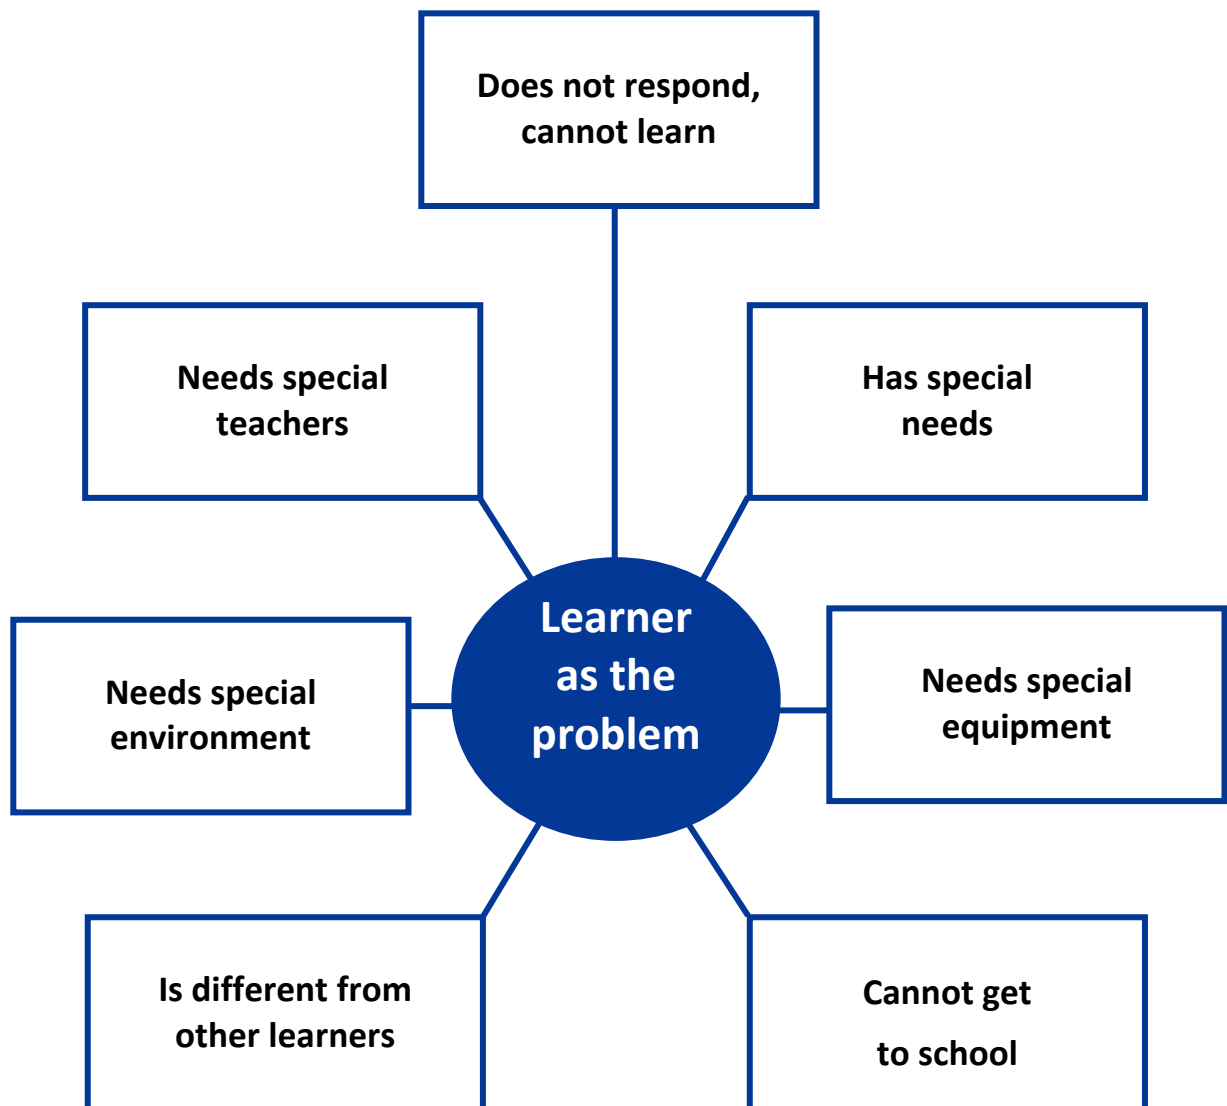 Does not respond,
cannot learn
Needs special
teachers
Has special
needs
Learner
as the
problem
Needs special
environment
Needs special
equipment
Is different from
other learners
Cannot get
to school